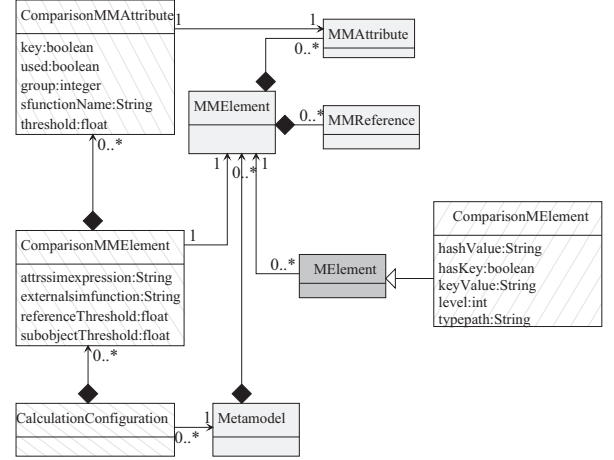 ComparisonMMAttribute
key:boolean
used:boolean
group:integer
sfunctionName:String
threshold:float
1
1
0..*
MMAttribute
MMElement
0..*
MMReference
0..*
1
0..*
1
ComparisonMMElement
attrssimexpression:String
externalsimfunction:String
referenceThreshold:float
subobjectThreshold:float
1
0..*
MElement
ComparisonMElement
hashValue:String
hasKey:boolean
keyValue:String
level:int
typepath:String
0..*
CalculationConfiguration
1
0..*
Metamodel